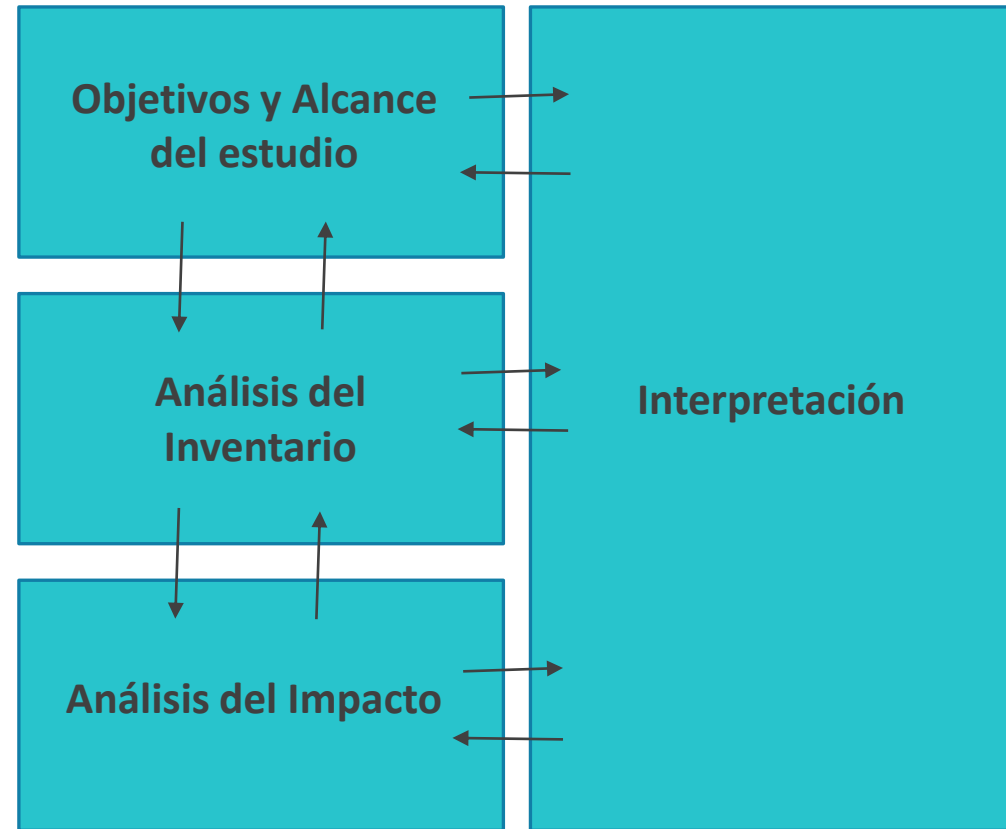 Objetivos y Alcance
del estudio
Análisis del
Inventario
Interpretación
Análisis del Impacto